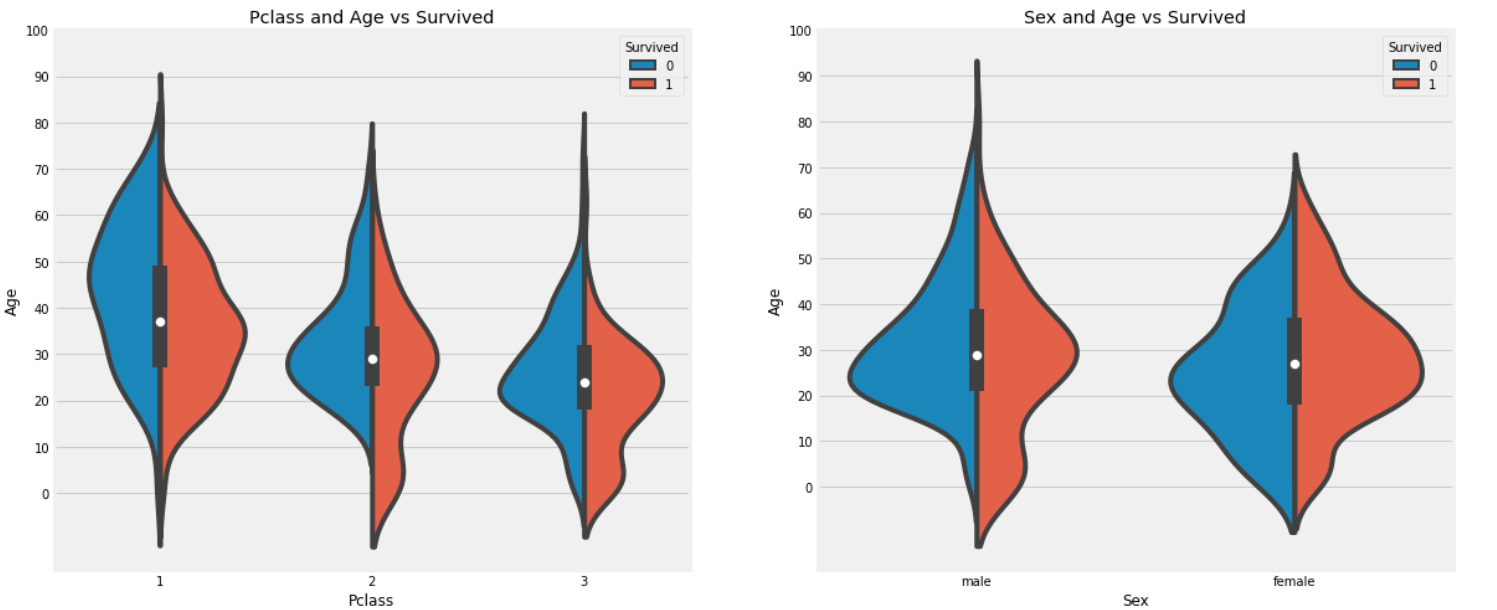 Pclass and Age vs Survived
100
90
80
70
60
50
40
30
20
10
0
Age
Survived
0
1
1 2 3
Pclass
Sex and Age vs Survived
100
90
80
70
60
50
40
30
20
10
0
Age
Survived
0
1
male female
Sex